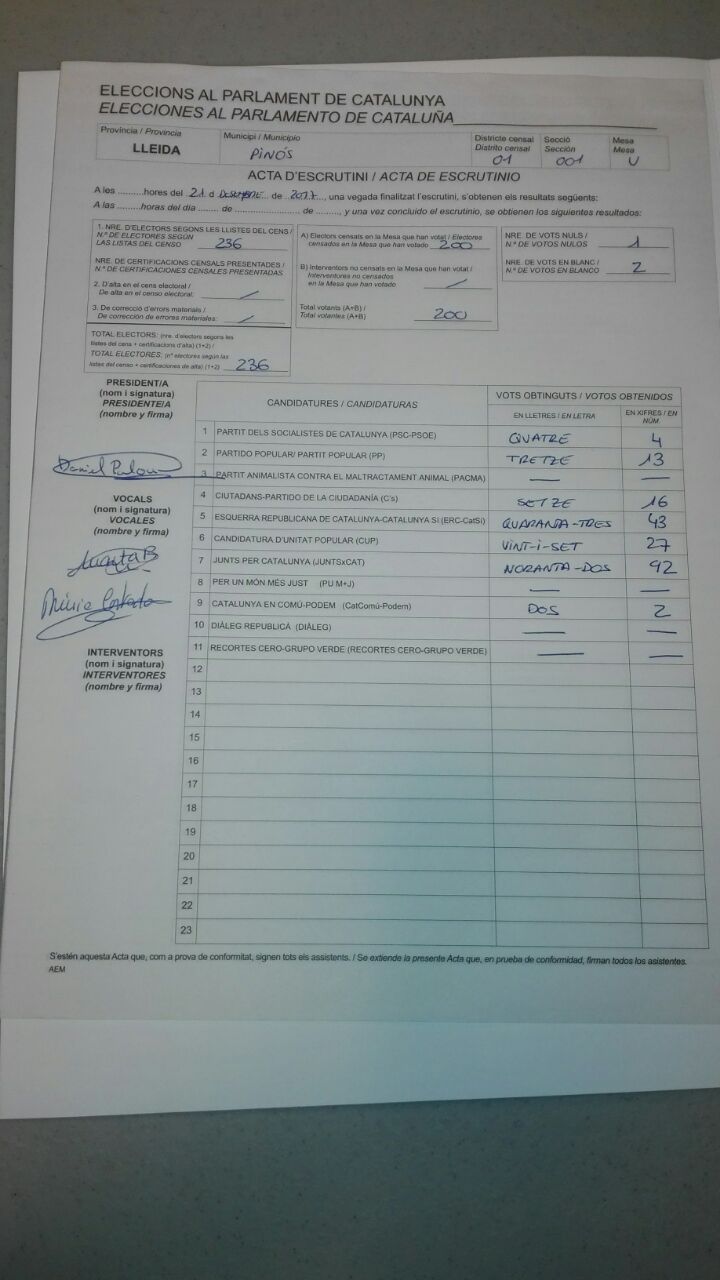 ELECCIONS AL PARLAMENT DE CATALUNYA
ELECCIONES AL PARLAMENTO DE CATALUÑA
Província / Provincia
LLEIDA
Municipi / Municipio
PINÓS
Districte censal
Distrito censal
01
Secció
Sección
001
Mesa
Mesa
U
ACTA D'ESCRUTINI / ACTA DE ESCRUTINIO
A les .........hores del 21 d DESEMBRE de 2017, una vegada finalitzat l'escrutini, s'obtenen els resultats següents:
A las .........horas del día ........ de ........................ de ........, y una vez concluido el escrutinio, se obtienen los siguientes resultados:
1. NRE. D'ELECTORS SEGONS LES LLISTES DEL CENS /
N.º DE ELECTORES SEGÚN
LAS LISTAS DEL CENSO 236
NRE. DE CERTIFICACIONS CENSALS PRESENTADES /
N.º DE CERTIFICACIONES CENSALES PRESENTADAS
2. D'alta en el cens electoral /
De alta en el censo electoral: /
3. De correcció d'errors materials /
De corrección de errores materiales: /
TOTAL ELECTORS: (nre. d'electors segons les
llistes del cens + certificacions d'alta) (1+2) /
TOTAL ELECTORES: (nº electores según las
listas del censo + certificaciones de alta) (1+2) 236
A) Electors censats en la Mesa que han votat / Electores
censados en la Mesa que han votado 200
B) Interventors no censats en la Mesa que han votat /
Interventores no censados
en la Mesa que han votado /
Total votants (A+B) /
Total votantes (A+B) 200
NRE. DE VOTS NULS /
N.º DE VOTOS NULOS 1
NRE. DE VOTS EN BLANC /
N.º DE VOTOS EN BLANCO 2
PRESIDENT/A
(nom i signatura)
PRESIDENTE/A
(nombre y firma)
Daniel
VOCALS
(nom i signatura)
VOCALES
(nombre y firma)
INTERVENTORS
(nom i signatura)
INTERVENTORES
(nombre y firma)
CANDIDATURES / CANDIDATURAS
VOTS OBTINGUTS / VOTOS OBTENIDOS
EN LLETRES / EN LETRA
EN XIFRES / EN NÚM
1 PARTIT DELS SOCIALISTES DE CATALUNYA (PSC-PSOE) QUATRE 4
2 PARTIDO POPULAR/ PARTIT POPULAR (PP) TRETZE 13
3 PARTIT ANIMALISTA CONTRA EL MALTRACTAMENT ANIMAL (PACMA) — —
4 CIUTADANS-PARTIDO DE LA CIUDADANÍA (C's) SETZE 16
5 ESQUERRA REPUBLICANA DE CATALUNYA-CATALUNYA SÍ (ERC-CatSí) QUARANTA-TRES 43
6 CANDIDATURA D'UNITAT POPULAR (CUP) VINT-I-SET 27
7 JUNTS PER CATALUNYA (JUNTSxCAT) NORANTA-DOS 92
8 PER UN MÓN MÉS JUST (PU M+J) — —
9 CATALUNYA EN COMÚ-PODEM (CatComú-Podem) DOS 2
10 DIÀLEG REPUBLICÀ (DIÀLEG) — —
11 RECORTES CERO-GRUPO VERDE (RECORTES CERO-GRUPO VERDE) — —
12
13
14
15
16
17
18
19
20
21
22
23
S'estén aquesta Acta que, com a prova de conformitat, signen tots els assistents. / Se extiende la presente Acta que, en prueba de conformidad, firman todos los asistentes.
AEM